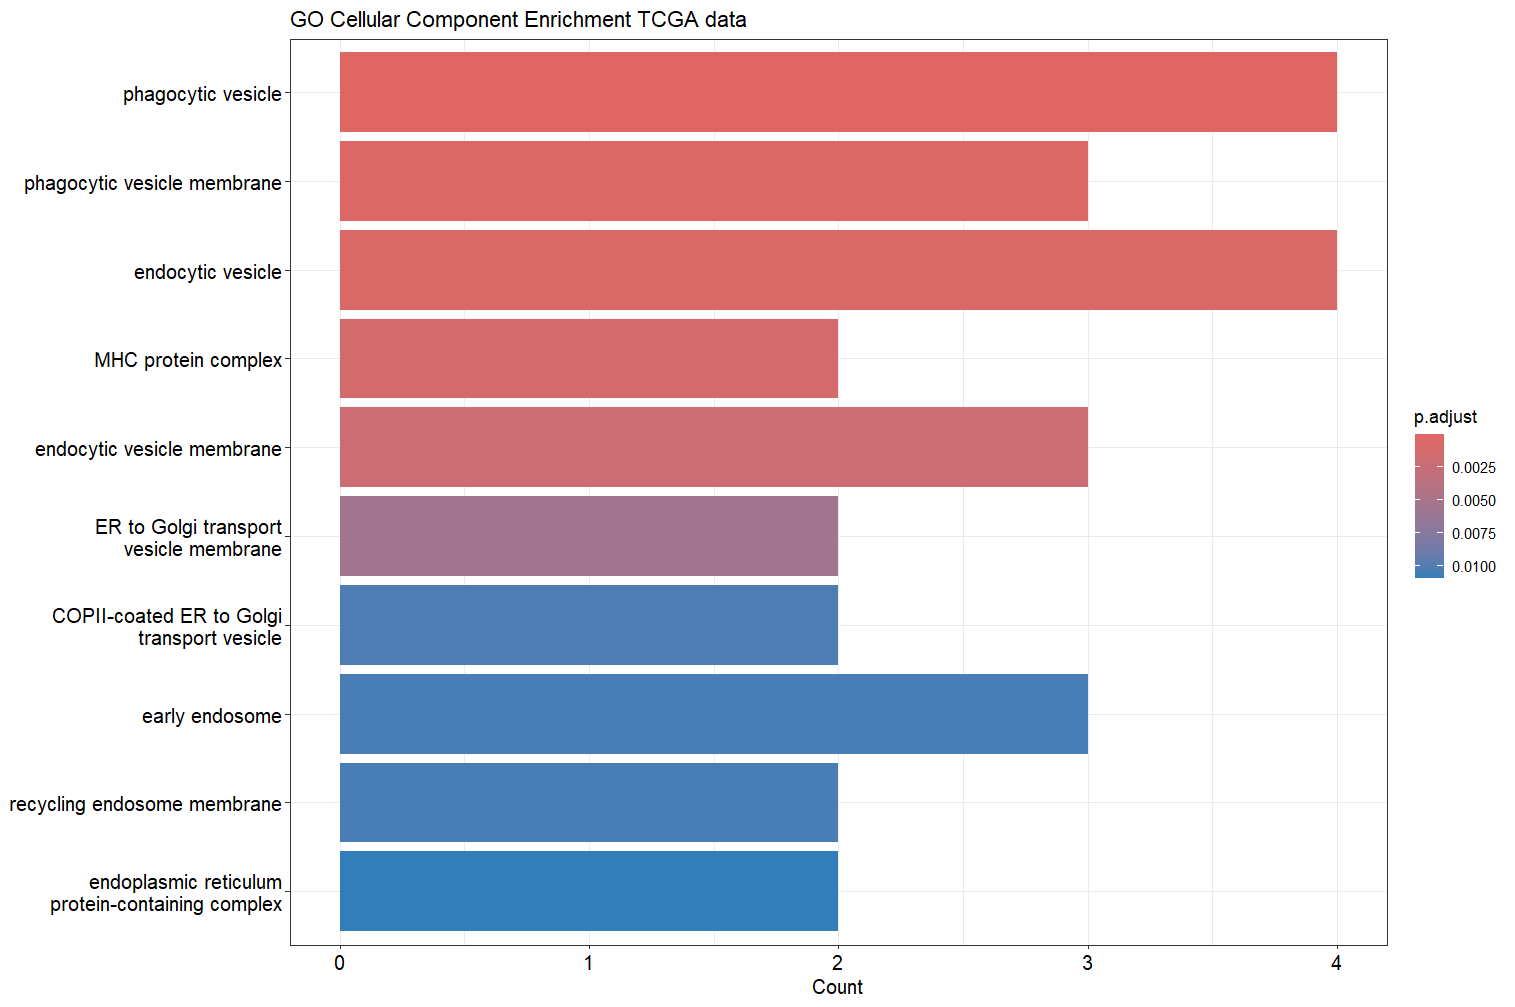 GO Cellular Component Enrichment TCGA data
phagocytic vesicle
phagocytic vesicle membrane
endocytic vesicle
MHC protein complex
endocytic vesicle membrane
ER to Golgi transport
vesicle membrane
COPII-coated ER to Golgi
transport vesicle
early endosome
recycling endosome membrane
endoplasmic reticulum
protein-containing complex
0 1 2 3 4
Count
p.adjust
0.0025
0.0050
0.0075
0.0100